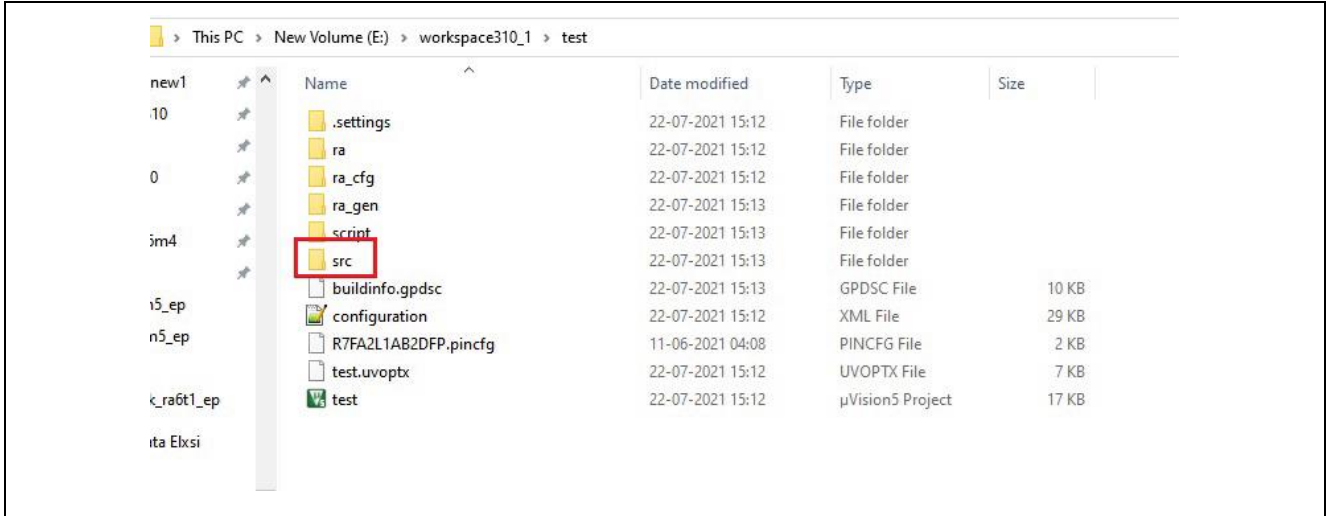 > This PC > New Volume (E:) > workspace310_1 > test
new1 Name Date modified Type Size
10 .settings 22-07-2021 15:12 File folder
ra 22-07-2021 15:12 File folder
0 ra_cfg 22-07-2021 15:12 File folder
ra_gen 22-07-2021 15:13 File folder
5m4 script 22-07-2021 15:13 File folder
src 22-07-2021 15:13 File folder
buildinfo.gpdsc 22-07-2021 15:13 GPDSC File 10 KB
n5_ep configuration 22-07-2021 15:12 XML File 29 KB
n5_ep R7FA2L1AB2DFP.pincfg 11-06-2021 04:08 PINCFG File 2 KB
test.uvoptx 22-07-2021 15:12 UVOPTX File 7 KB
k_ra6t1_ep test 22-07-2021 15:12 µVision5 Project 17 KB
ata Elxsi